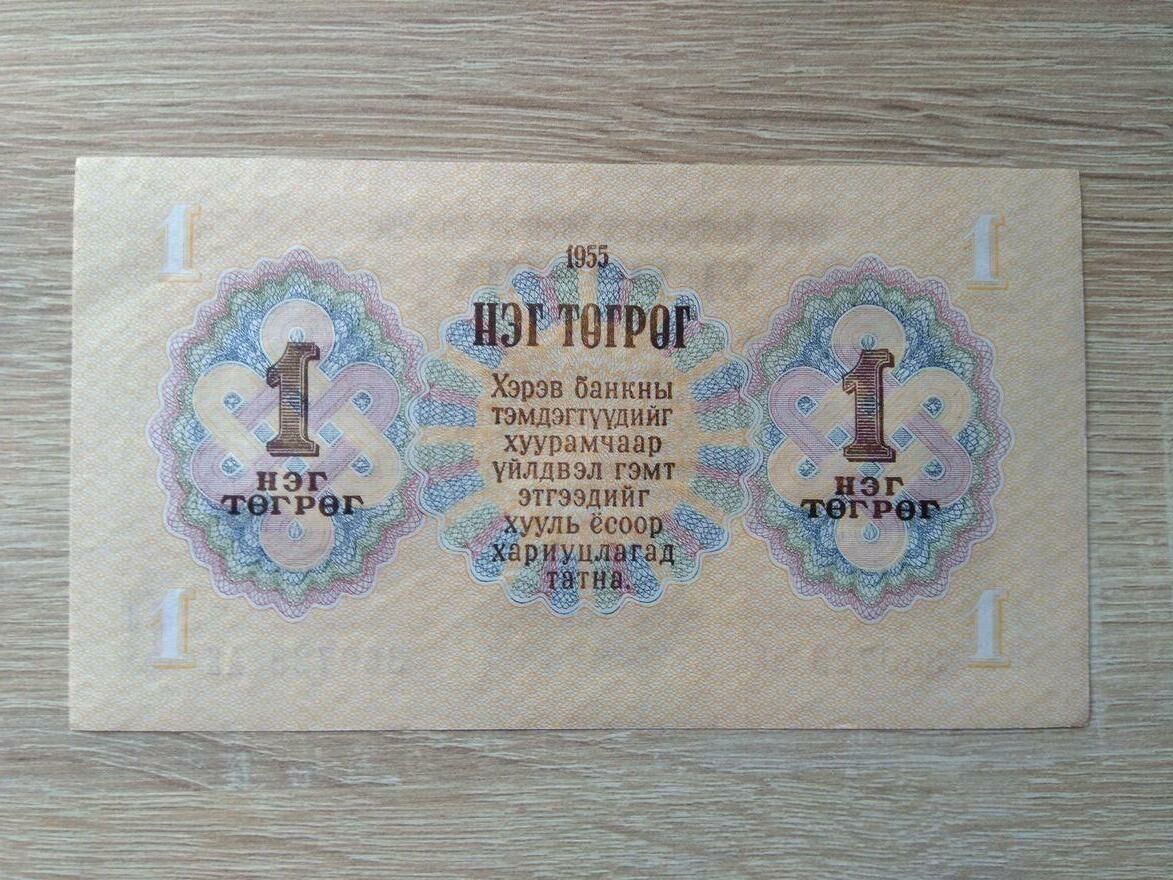 1
1
1955
НЭГ ТӨГРӨГ
1
НЭГ
ТӨГРӨГ
Хэрэв банкны
тэмдэгтүүдийг
хуурамчаар
үйлдвэл гэмт
этгээдийг
хууль ёсоор
хариуцлагад
татна.
1
НЭГ
ТӨГРӨГ
1
1